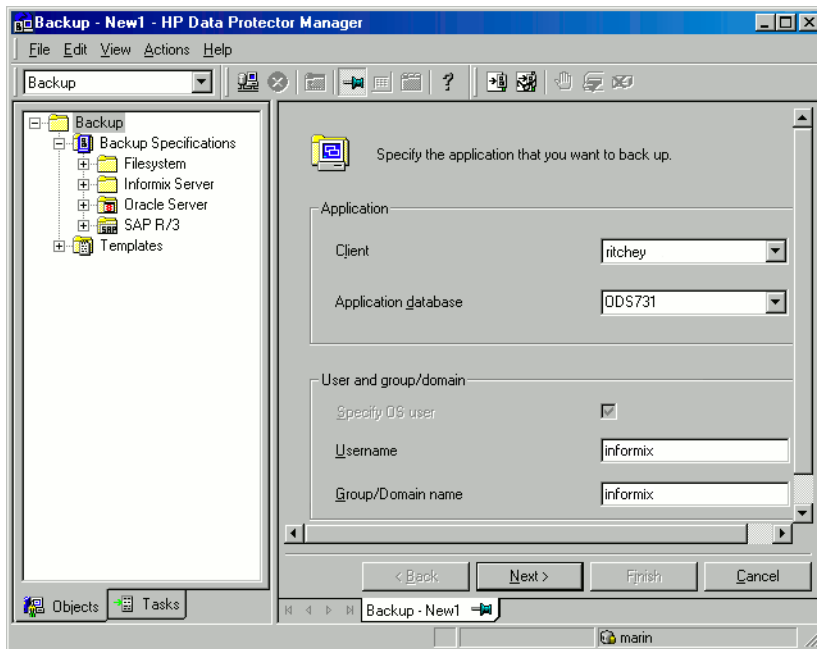 Backup - New1 - HP Data Protector Manager
File Edit View Actions Help
Backup
Backup
Backup Specifications
Filesystem
Informix Server
Oracle Server
SAP R/3
Templates
Objects
Tasks
Specify the application that you want to back up.
Application
Client
ritchey
Application database
ODS731
User and group/domain
Specify OS user
Username
informix
Group/Domain name
informix
< Back
Next >
Finish
Cancel
Backup - New1
marin